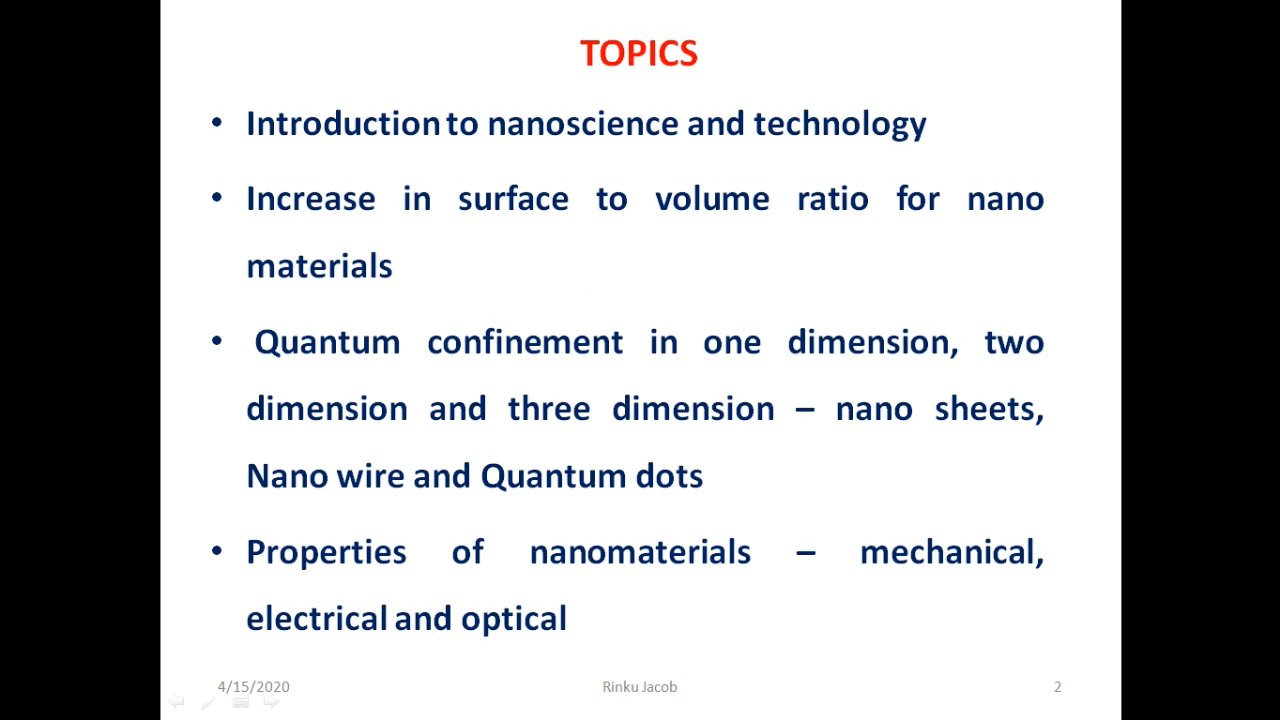 TOPICS
• Introduction to nanoscience and technology
• Increase in surface to volume ratio for nano
materials
• Quantum confinement in one dimension, two
dimension and three dimension – nano sheets,
Nano wire and Quantum dots
• Properties of nanomaterials – mechanical,
electrical and optical
4/15/2020 Rinku Jacob 2